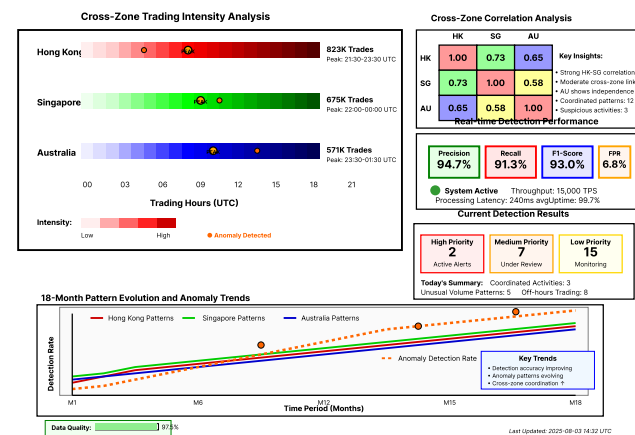 Cross-Zone Trading Intensity Analysis
Hong Kong
823K Trades
Peak: 21:30-23:30 UTC
Singapore
675K Trades
Peak: 22:00-00:00 UTC
Australia
571K Trades
Peak: 23:30-01:30 UTC
00 03 06 09 12 15 18 21
Trading Hours (UTC)
Intensity:
Low High
Anomaly Detected
Cross-Zone Correlation Analysis
HK SG AU
HK 1.00 0.73 0.65
SG 0.73 1.00 0.58
AU 0.65 0.58 1.00
Key Insights:
• Strong HK-SG correlation
• Moderate cross-zone link
• AU shows independence
• Coordinated patterns: 12
• Suspicious activities: 3
Real-time Detection Performance
Precision
94.7%
Recall
91.3%
F1-Score
93.0%
FPR
6.8%
System Active Throughput: 15,000 TPS
Processing Latency: 240ms avg Uptime: 99.7%
Current Detection Results
High Priority
2
Active Alerts
Medium Priority
7
Under Review
Low Priority
15
Monitoring
Today's Summary: Coordinated Activities: 3
Unusual Volume Patterns: 5 Off-hours Trading: 8
18-Month Pattern Evolution and Anomaly Trends
Detection Rate
Hong Kong Patterns Singapore Patterns Australia Patterns
Anomaly Detection Rate
Key Trends
• Detection accuracy improving
• Anomaly patterns evolving
• Cross-zone coordination ↑
M1 M6 M12 M15 M18
Time Period (Months)
Data Quality: 97.5%
Last Updated: 2025-08-03 14:32 UTC